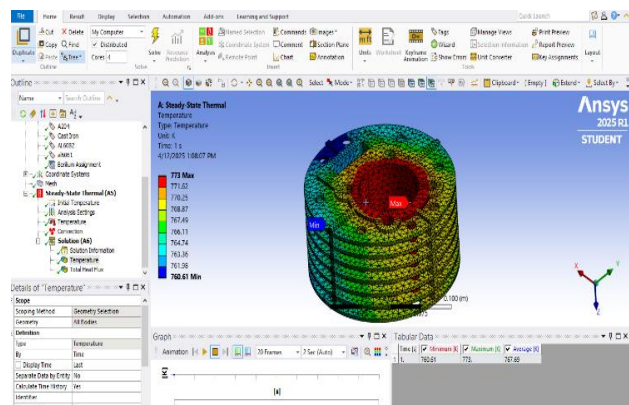 File Home Result Display Selection Automation Add-ons Learning and Support Quick Launch
Duplicate
Cut Delete My Computer
Copy Find Distributed
Paste Tree Cores 4
Outline
Solve
Resource Prediction
Solve
Analysis
Named Selection Commands Images
Coordinate System Comment Section Plane
Remote Point Chart Annotation
Insert
Units Worksheet Keyframe Animation
Tags
Wizard
Show Errors
Manage Views Print Preview
Selection Information Report Preview
Unit Converter Key Assignments
Tools
Layout
Select Mode Clipboard [Empty] Extend Select By
Outline
Name Search Outline
Cast Iron
Berilium Assignment
Coordinate Systems
Mesh
Steady-State Thermal (A5)
Initial Temperature
Analysis Settings
Temperature
Convection
Solution (A6)
Solution Information
Temperature
Total Heat Flux
Details of "Temperature"
Scope
Scoping Method Geometry Selection
Geometry All Bodies
Definition
Type Temperature
By Time
Display Time Last
Separate Data by Entity No
Calculate Time History Yes
Identifier
A: Steady-State Thermal
Temperature
Type: Temperature
Unit: K
Time: 1 s
4/12/2025 1:08:07 PM
773 Max
771.62
770.25
768.87
767.49
766.11
764.74
763.36
761.98
760.61 Min
Min
Max
Ansys
2025 R1
STUDENT
0.100 (m)
0.075
X
Y
Z
Graph
Animation 20 Frames 2 Sec (Auto)
[K]
[s]
Tabular Data
Time [s] Minimum [K] Maximum [K] Average [K]
1 1. 760.61 773. 767.69